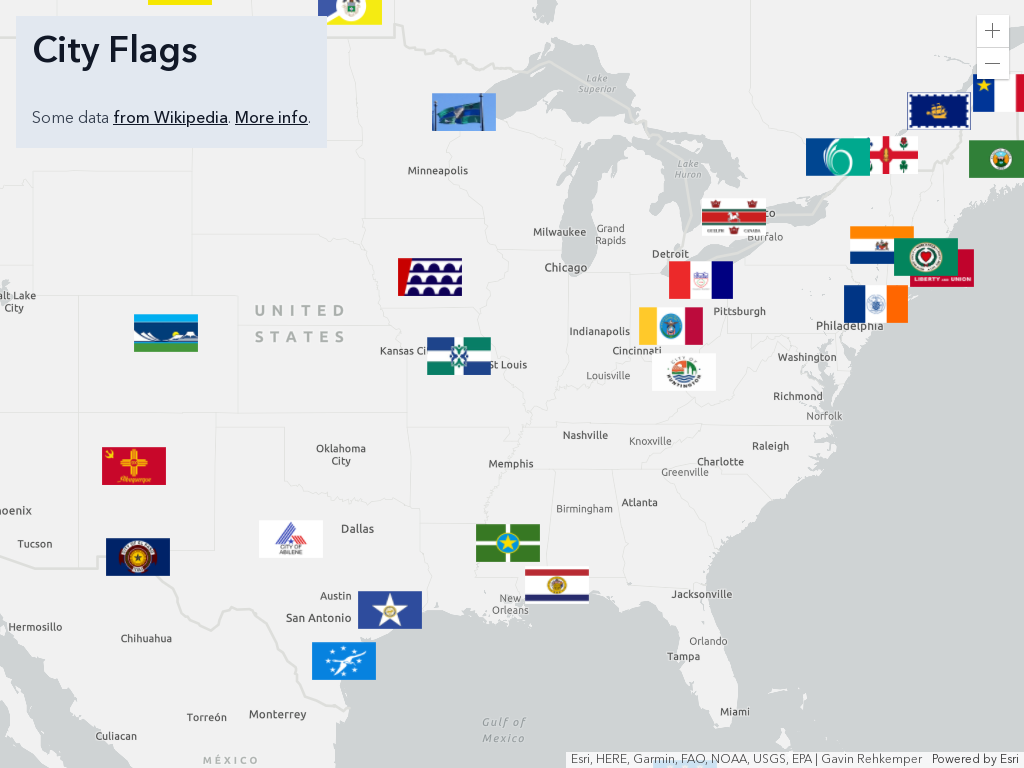 City Flags
Some data from Wikipedia. More info.
Lake
Superior
Minneapolis
Lake
Huron
Milwaukee
Grand
Rapids
Buffalo
GUELPH CANADA
Detroit
Chicago
LIBERTY AND UNION
alt Lake
City
UNITED
STATES
Pittsburgh
Philadelphia
Indianapolis
Kansas Ci
St Louis
Cincinnati
Washington
Louisville
CITY OF
HUNTINGTON
Richmond
Norfolk
Nashville
Knoxville
Raleigh
Oklahoma
City
Memphis
Charlotte
Greenville
Albuquerque
Birmingham
Atlanta
oenix
Dallas
Tucson
CITY OF
ABILENE
Austin
New
Orleans
Jacksonville
San Antonio
Hermosillo
Chihuahua
Orlando
Tampa
Torreón
Monterrey
Miami
Gulf of
Mexico
Culiacan
MÉXICO
Esri, HERE, Garmin, FAO, NOAA, USGS, EPA | Gavin Rehkemper
Powered by Esri